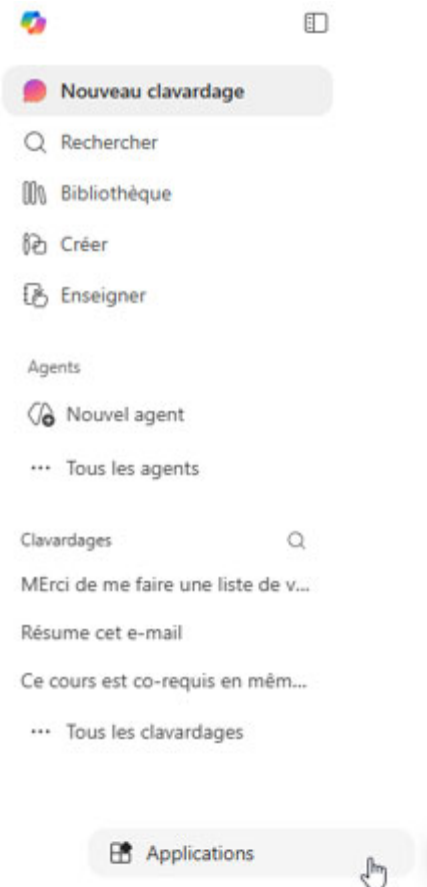 Nouveau clavardage
Rechercher
Bibliothèque
Créer
Enseigner
Agents
Nouvel agent
Tous les agents
Clavardages
MErci de me faire une liste de v...
Résume cet e-mail
Ce cours est co-requis en mêm...
Tous les clavardages
Applications